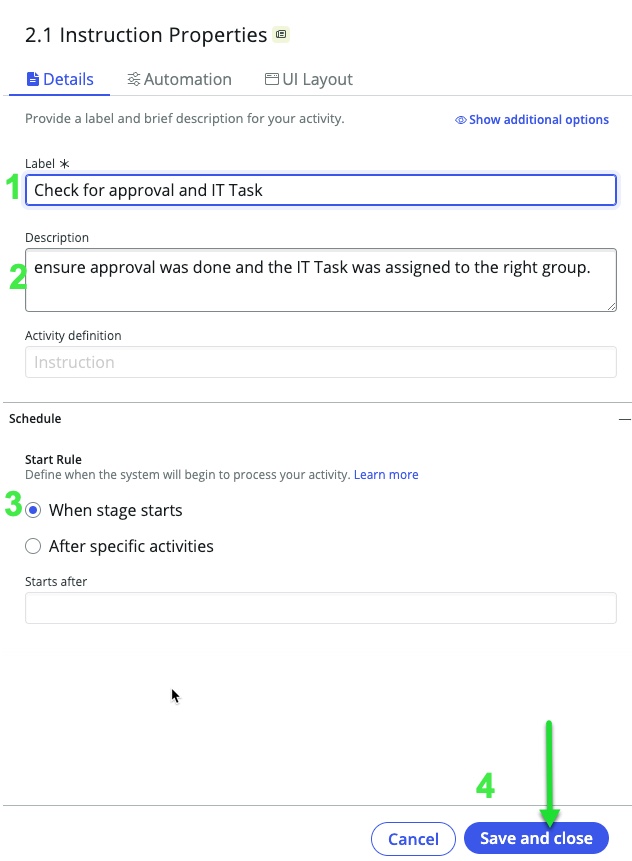 2.1 Instruction Properties
Details Automation UI Layout
Provide a label and brief description for your activity. Show additional options
Label *
1 Check for approval and IT Task
Description
2 ensure approval was done and the IT Task was assigned to the right group.
Activity definition
Instruction
Schedule
Start Rule
Define when the system will begin to process your activity. Learn more
3 When stage starts
After specific activities
Starts after
4
Cancel Save and close